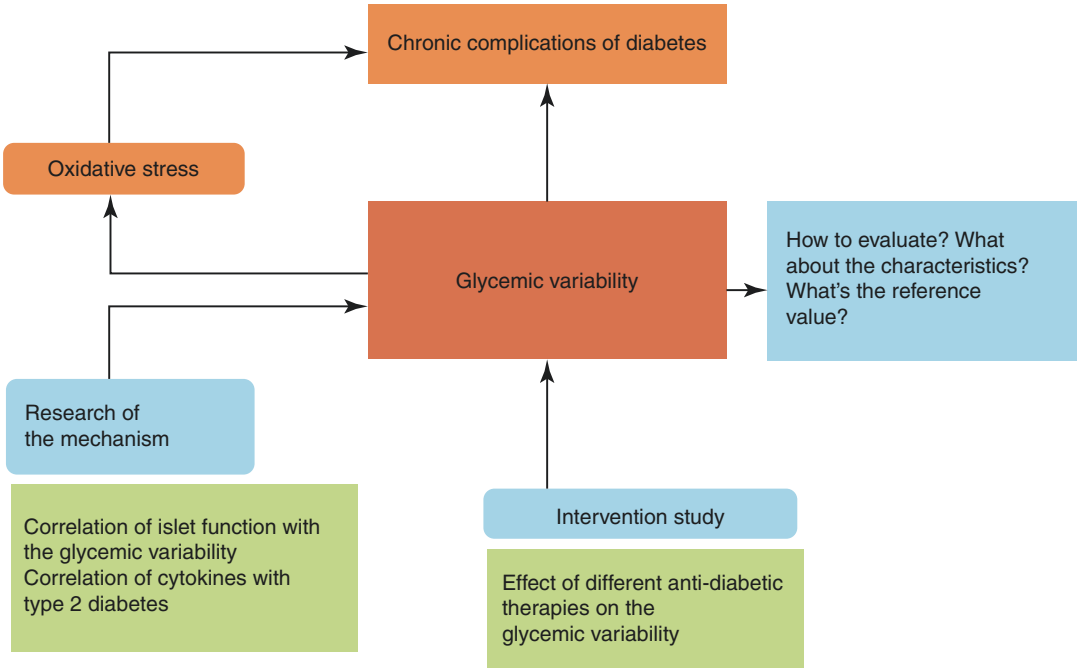 Chronic complications of diabetes
Oxidative stress
Glycemic variability
How to evaluate? What
about the characteristics?
What's the reference
value?
Research of
the mechanism
Correlation of islet function with
the glycemic variability
Correlation of cytokines with
type 2 diabetes
Intervention study
Effect of different anti-diabetic
therapies on the
glycemic variability